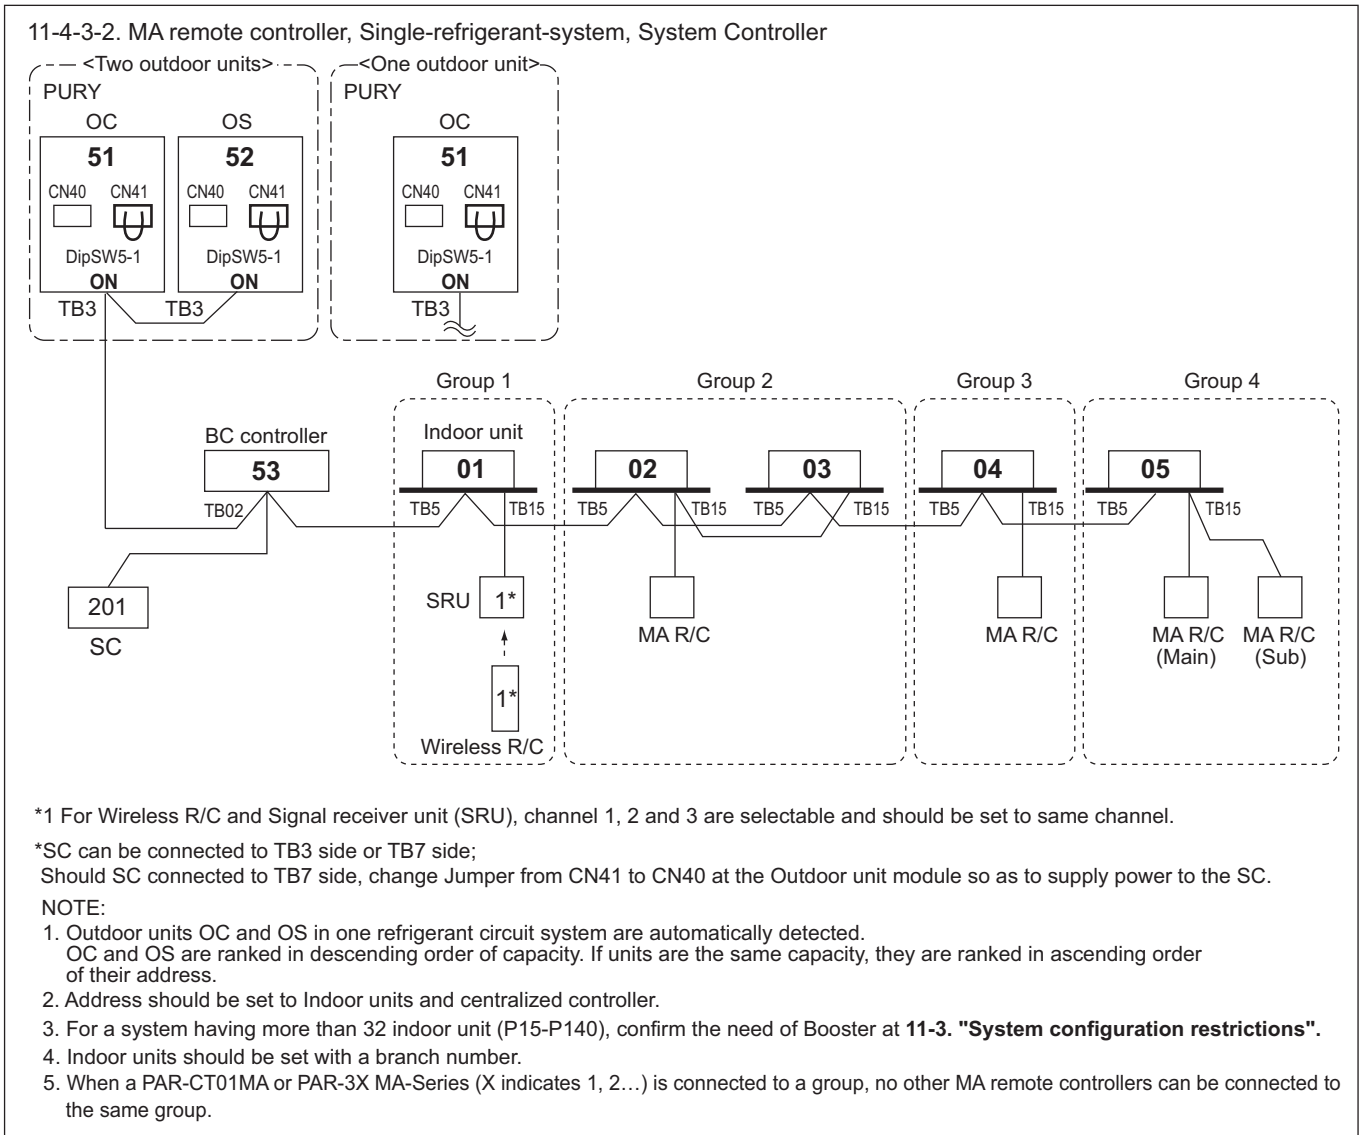 11-4-3-2. MA remote controller, Single-refrigerant-system, System Controller
<Two outdoor units>
<One outdoor unit>
PURY
PURY
OC
OS
OC
51
52
51
CN40
CN41
CN40
CN41
CN40
CN41
DipSW5-1
DipSW5-1
DipSW5-1
ON
ON
ON
TB3
TB3
TB3
Group 1
Group 2
Group 3
Group 4
BC controller
Indoor unit
53
01
02
03
04
05
TB02
TB5
TB15
TB5
TB15
TB5
TB15
TB5
TB15
TB5
TB15
201
SC
SRU
1*
MA R/C
MA R/C
MA R/C
(Main)
MA R/C
(Sub)
1*
Wireless R/C
*1 For Wireless R/C and Signal receiver unit (SRU), channel 1, 2 and 3 are selectable and should be set to same channel.
*SC can be connected to TB3 side or TB7 side;
Should SC connected to TB7 side, change Jumper from CN41 to CN40 at the Outdoor unit module so as to supply power to the SC.
NOTE:
1. Outdoor units OC and OS in one refrigerant circuit system are automatically detected.
OC and OS are ranked in descending order of capacity. If units are the same capacity, they are ranked in ascending order
of their address.
2. Address should be set to Indoor units and centralized controller.
3. For a system having more than 32 indoor unit (P15-P140), confirm the need of Booster at 11-3. "System configuration restrictions".
4. Indoor units should be set with a branch number.
5. When a PAR-CT01MA or PAR-3X MA-Series (X indicates 1, 2…) is connected to a group, no other MA remote controllers can be connected to
the same group.